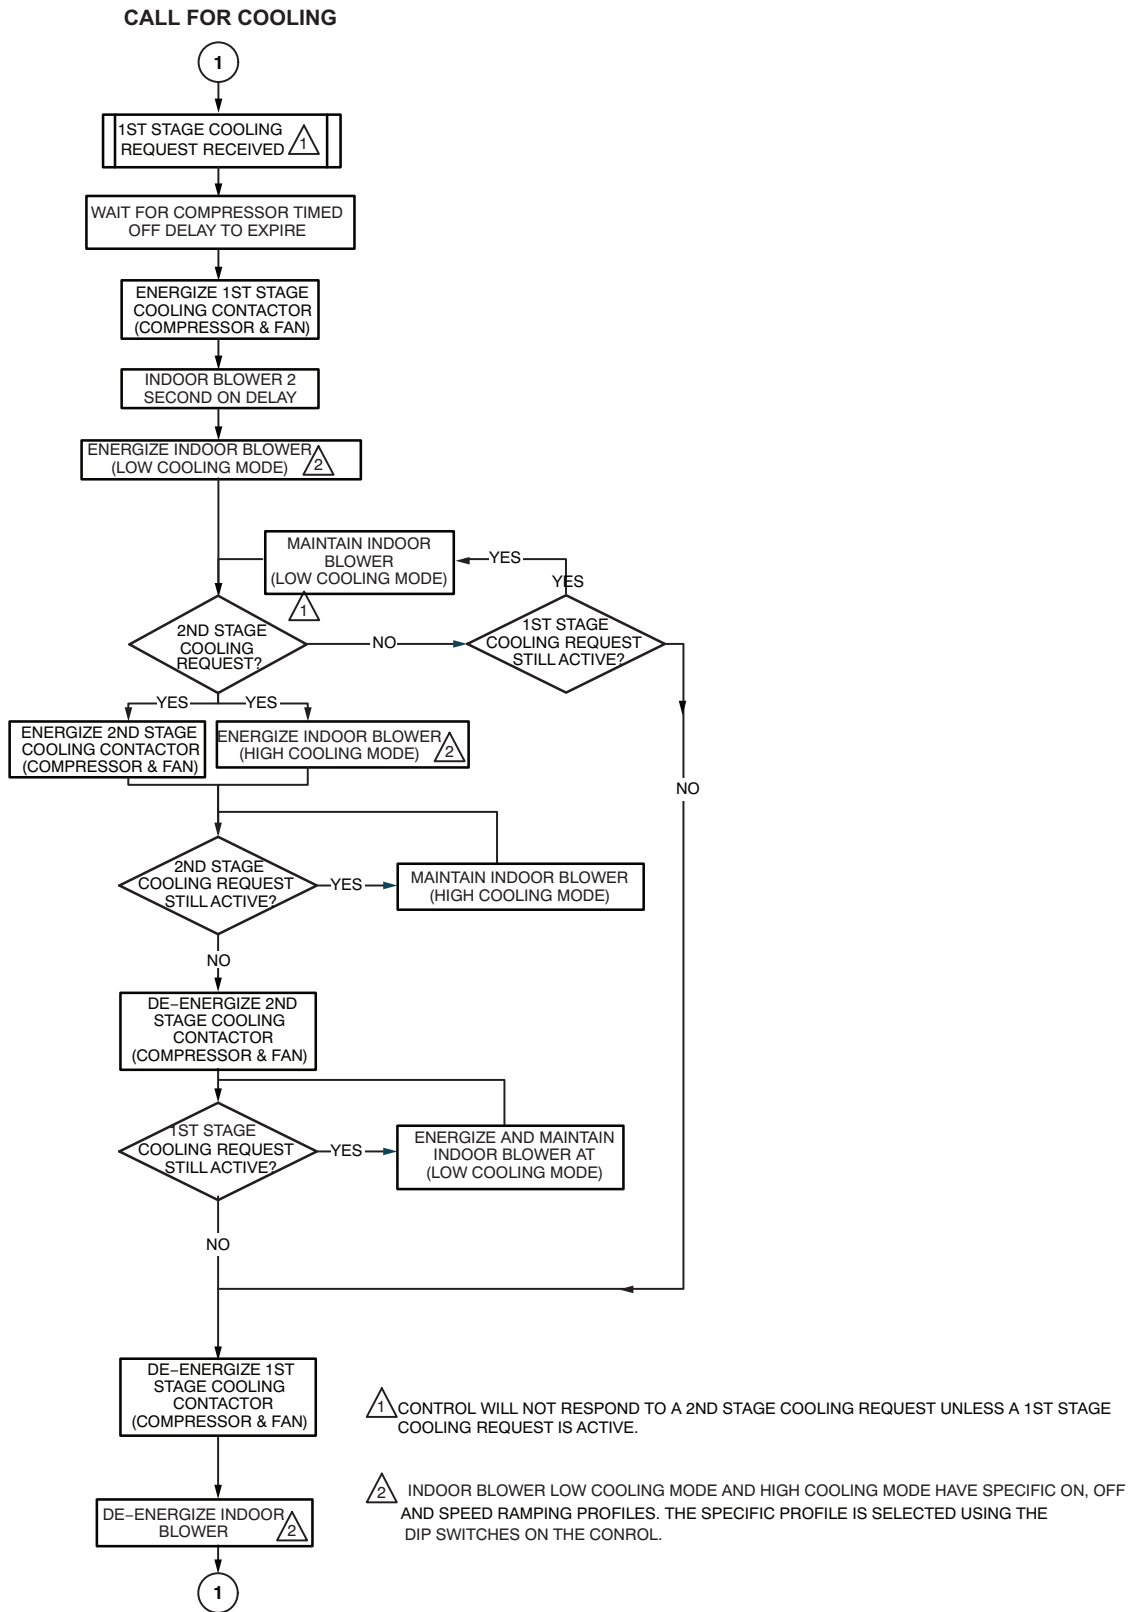 CALL FOR COOLING
1
1ST STAGE COOLING
REQUEST RECEIVED 1
WAIT FOR COMPRESSOR TIMED
OFF DELAY TO EXPIRE
ENERGIZE 1ST STAGE
COOLING CONTACTOR
(COMPRESSOR & FAN)
INDOOR BLOWER 2
SECOND ON DELAY
ENERGIZE INDOOR BLOWER
(LOW COOLING MODE) 2
MAINTAIN INDOOR
BLOWER
(LOW COOLING MODE)
1
YES
YES
2ND STAGE
COOLING
REQUEST?
NO
1ST STAGE
COOLING REQUEST
STILL ACTIVE?
YES
YES
ENERGIZE 2ND STAGE
COOLING CONTACTOR
(COMPRESSOR & FAN)
ENERGIZE INDOOR BLOWER
(HIGH COOLING MODE) 2
NO
2ND STAGE
COOLING REQUEST
STILL ACTIVE?
YES
MAINTAIN INDOOR BLOWER
(HIGH COOLING MODE)
NO
DE-ENERGIZE 2ND
STAGE COOLING
CONTACTOR
(COMPRESSOR & FAN)
1ST STAGE
COOLING REQUEST
STILL ACTIVE?
YES
ENERGIZE AND MAINTAIN
INDOOR BLOWER AT
(LOW COOLING MODE)
NO
DE-ENERGIZE 1ST
STAGE COOLING
CONTACTOR
(COMPRESSOR & FAN)
1 CONTROL WILL NOT RESPOND TO A 2ND STAGE COOLING REQUEST UNLESS A 1ST STAGE
COOLING REQUEST IS ACTIVE.
2 INDOOR BLOWER LOW COOLING MODE AND HIGH COOLING MODE HAVE SPECIFIC ON, OFF
AND SPEED RAMPING PROFILES. THE SPECIFIC PROFILE IS SELECTED USING THE
DIP SWITCHES ON THE CONROL.
DE-ENERGIZE INDOOR
BLOWER 2
1